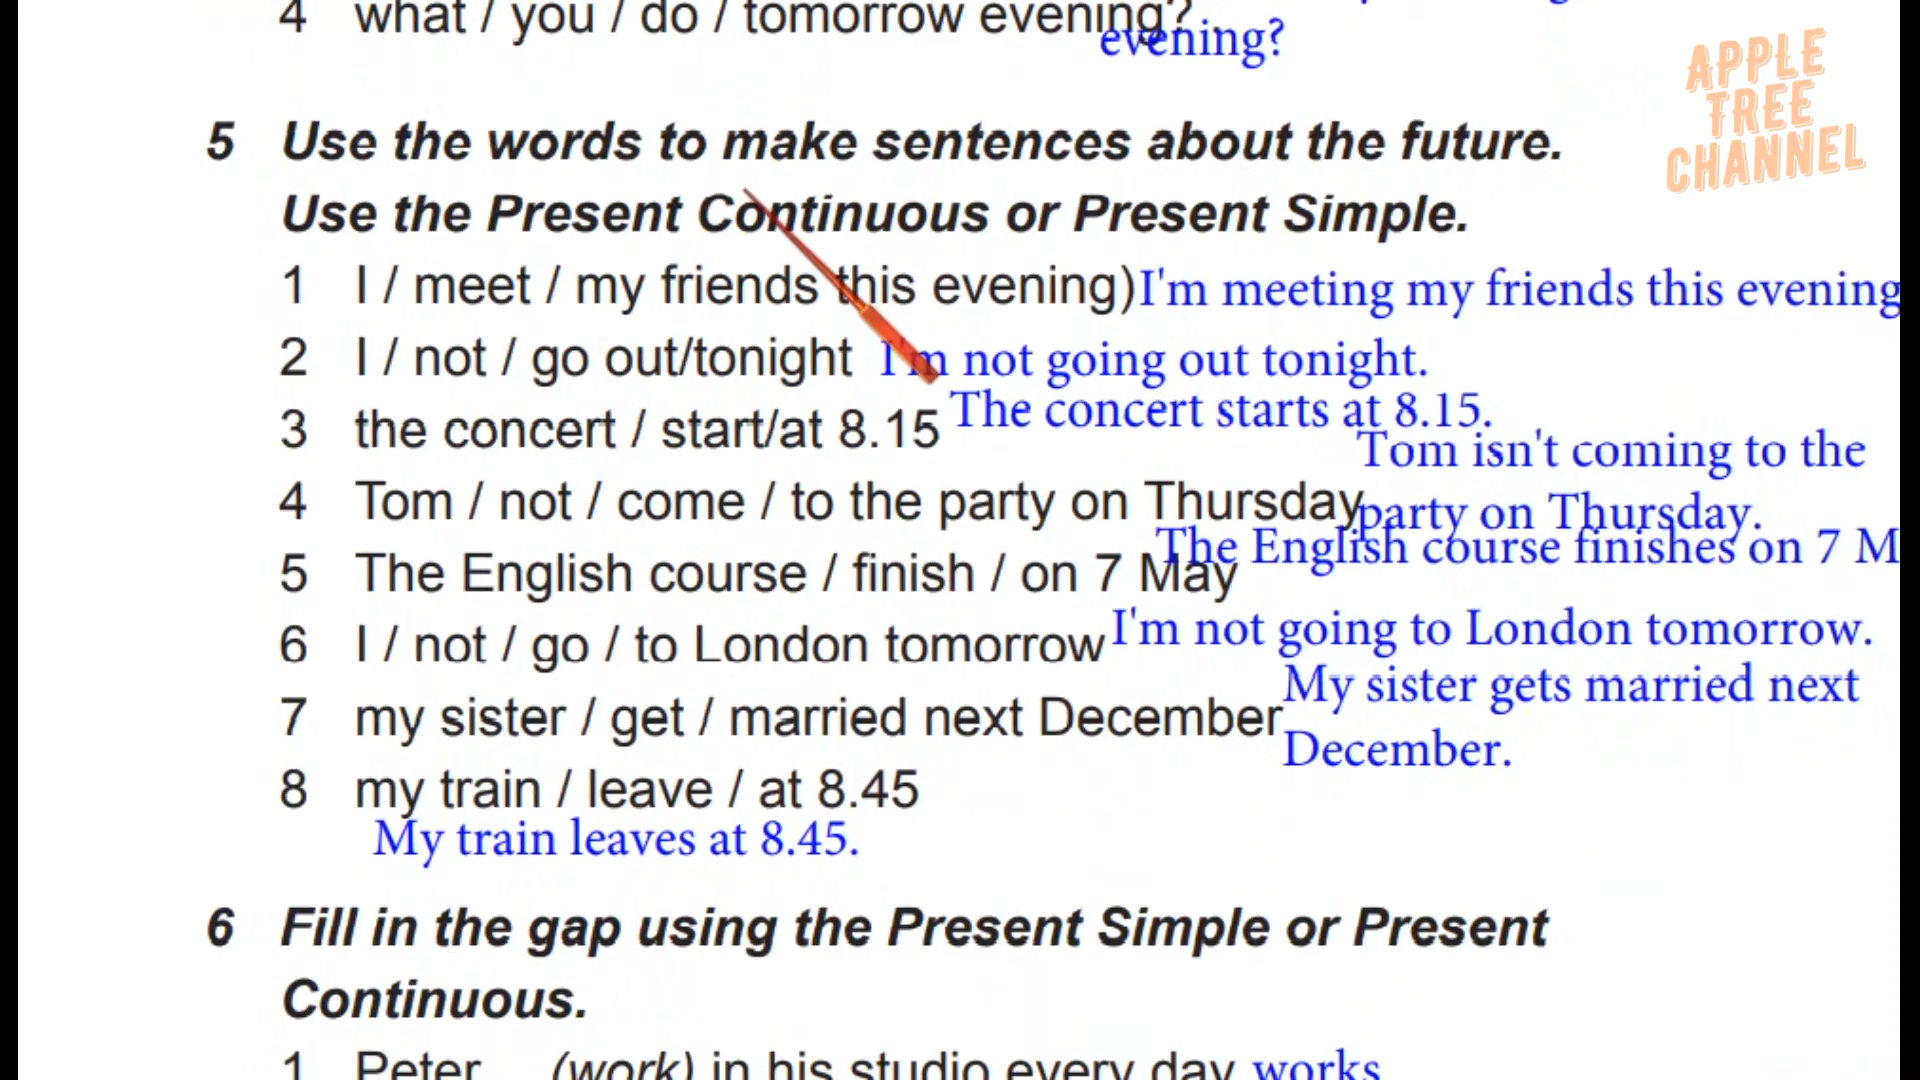 4 what / you / do / tomorrow evening?
evening?
APPLE
TREE
CHANNEL
5 Use the words to make sentences about the future.
Use the Present Continuous or Present Simple.
1 I / meet / my friends this evening) I'm meeting my friends this evening
2 I / not / go out/tonight I'm not going out tonight.
3 the concert / start/at 8.15 The concert starts at 8.15.
4 Tom / not / come / to the party on Thursday Tom isn't coming to the
party on Thursday.
5 The English course / finish / on 7 May The English course finishes on 7 M
6 I / not / go / to London tomorrow I'm not going to London tomorrow.
7 my sister / get / married next December My sister gets married next
December.
8 my train / leave / at 8.45
My train leaves at 8.45.
6 Fill in the gap using the Present Simple or Present
Continuous.
1 Peter (work) in his studio every day works